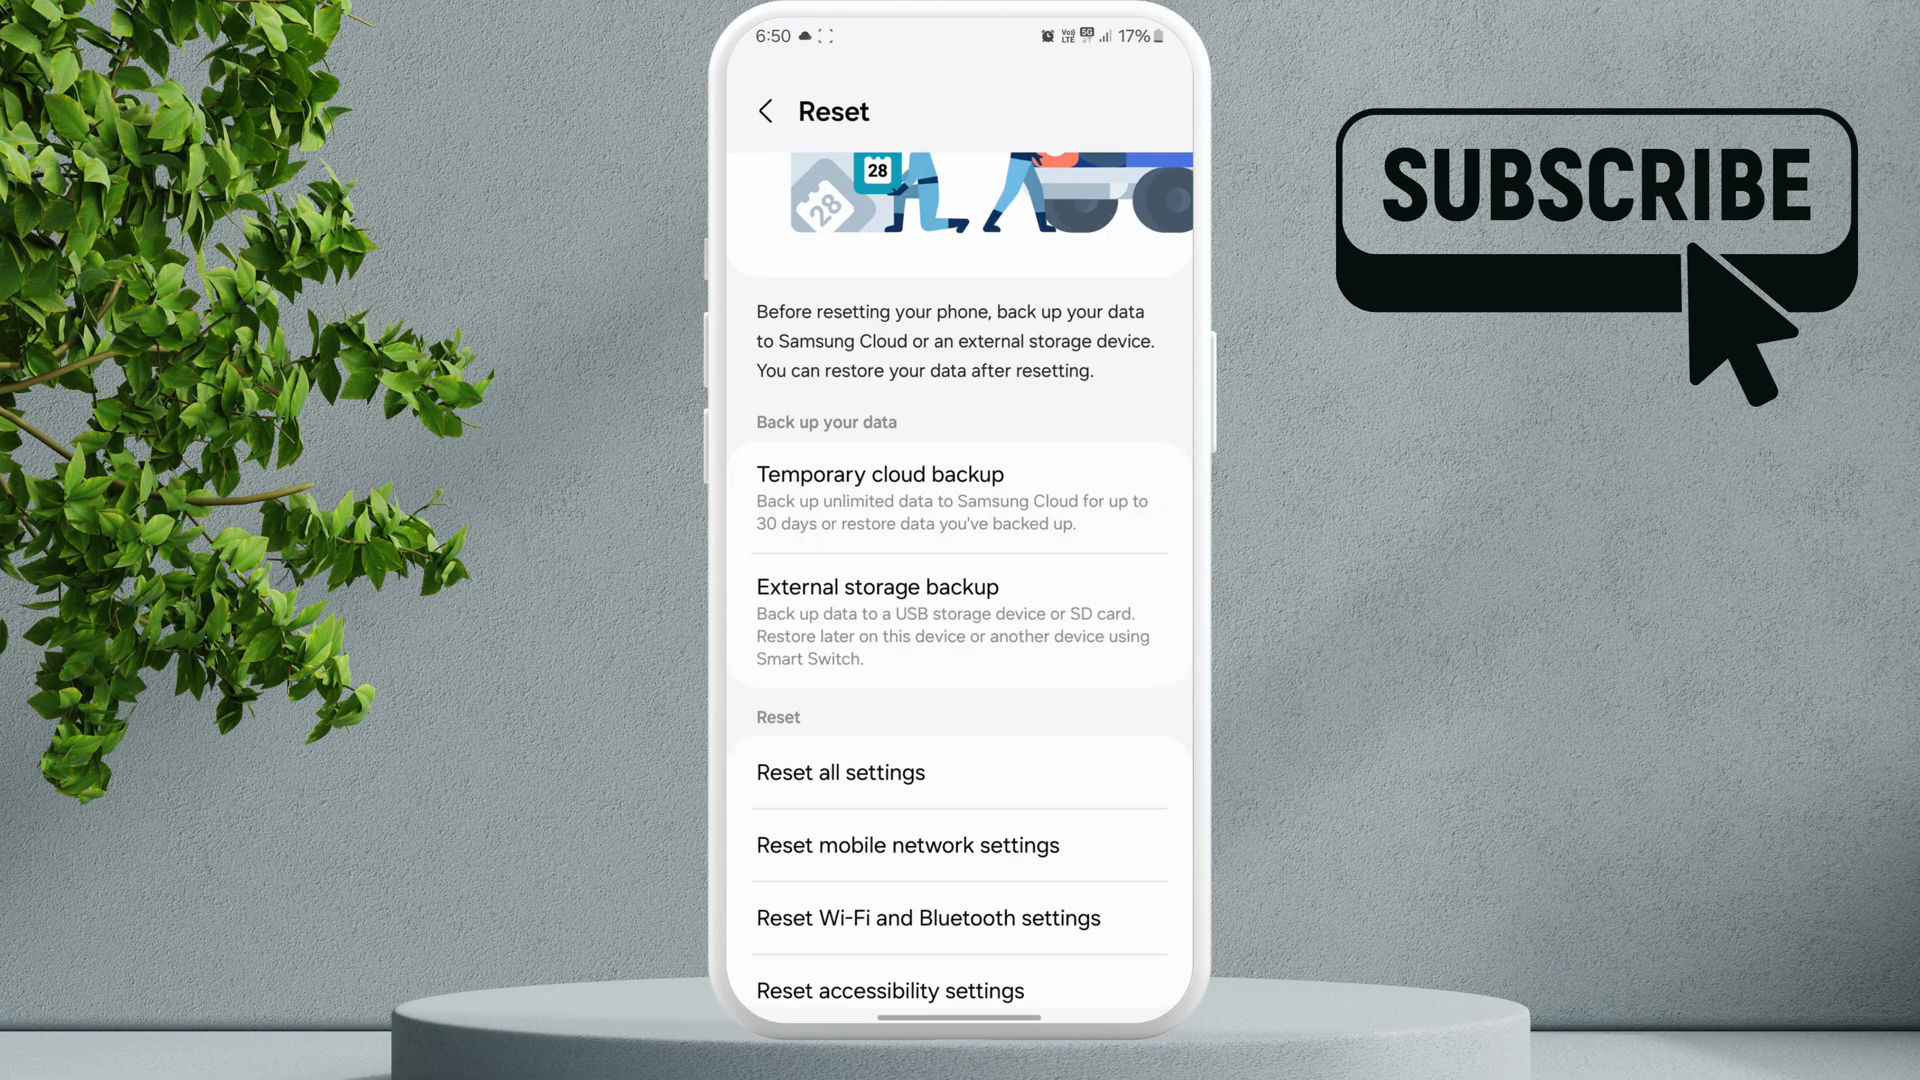 6:50
Vo))
LTE
5G
17%
Reset
28
28
SUBSCRIBE
Before resetting your phone, back up your data
to Samsung Cloud or an external storage device.
You can restore your data after resetting.
Back up your data
Temporary cloud backup
Back up unlimited data to Samsung Cloud for up to
30 days or restore data you've backed up.
External storage backup
Back up data to a USB storage device or SD card.
Restore later on this device or another device using
Smart Switch.
Reset
Reset all settings
Reset mobile network settings
Reset Wi-Fi and Bluetooth settings
Reset accessibility settings